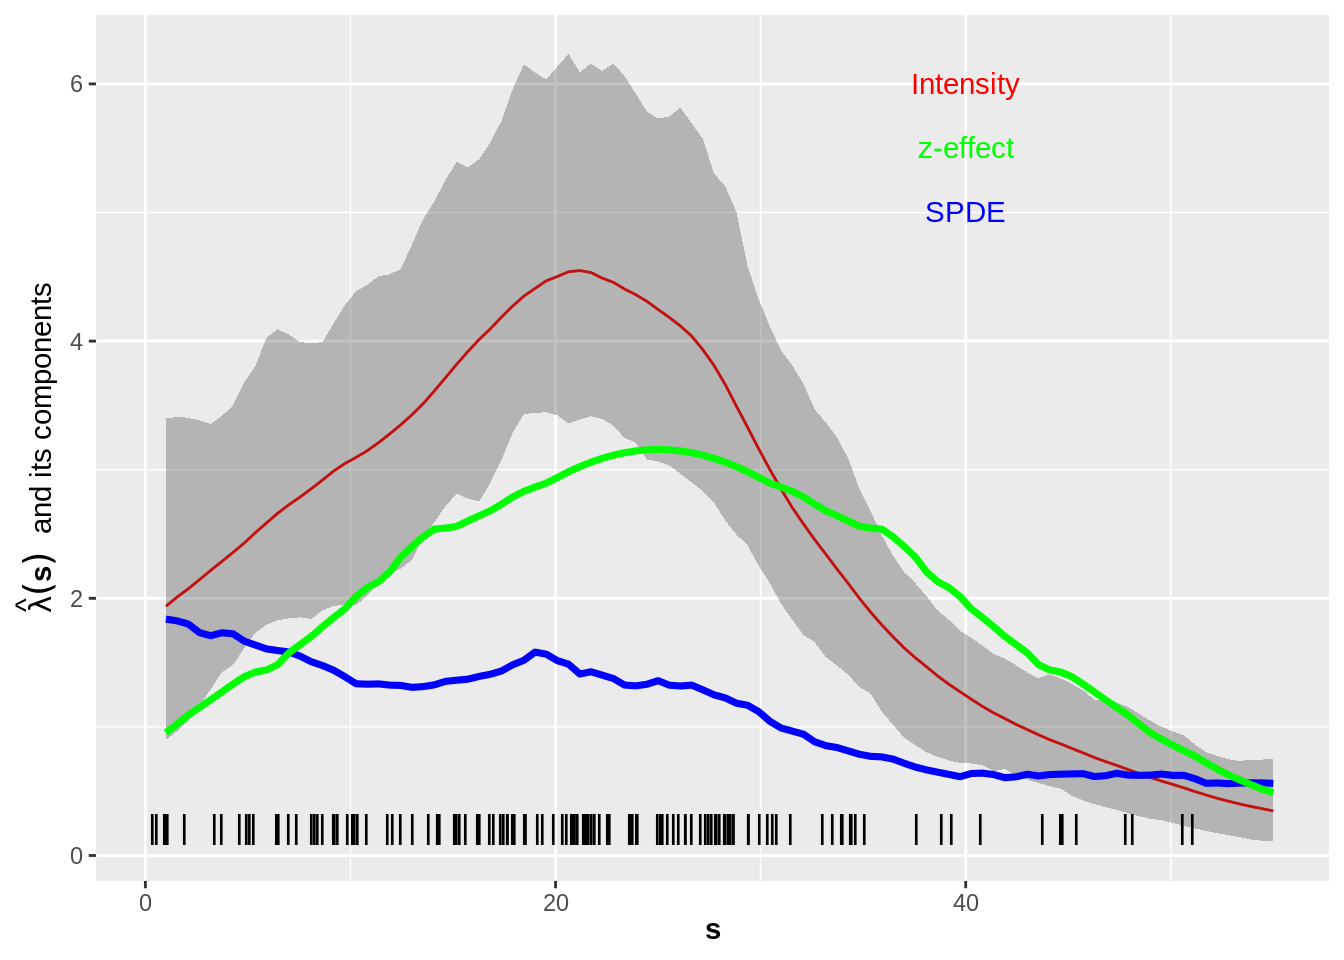 Intensity
z-effect
SPDE
6
4
2
0
0 20 40
s
λ̂(s) and its components